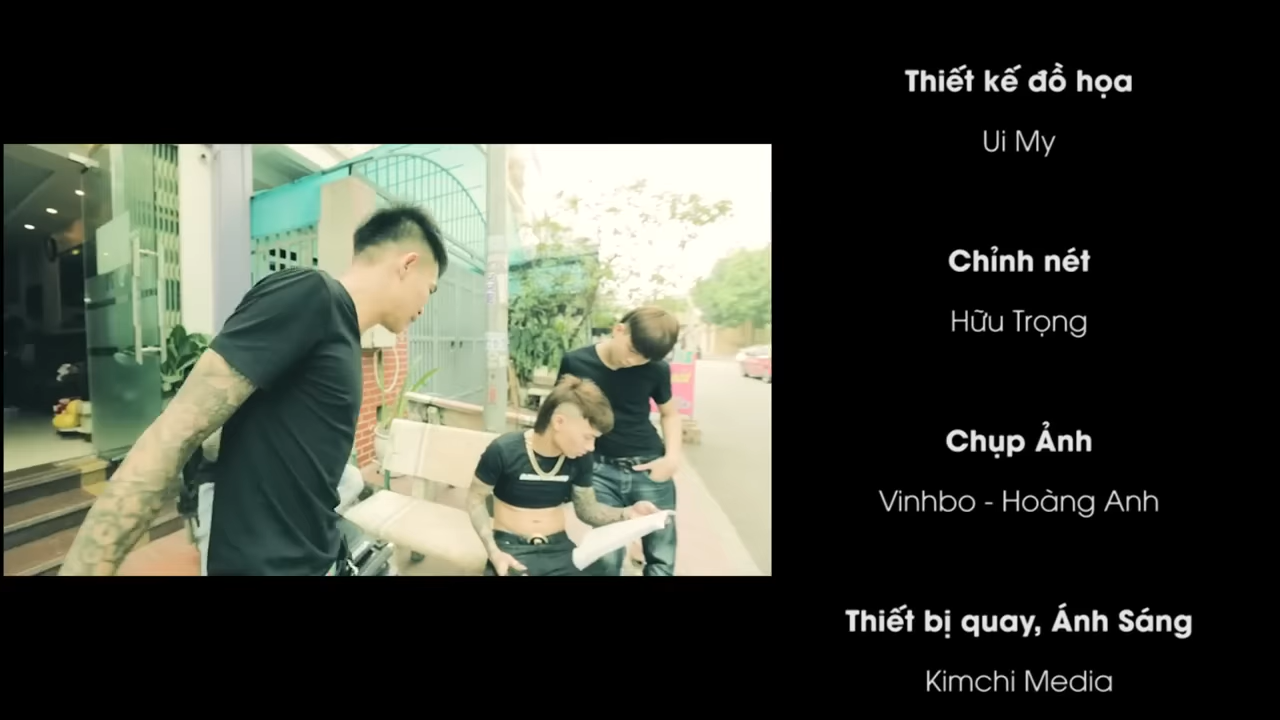 Thiết kế đồ họa
Ui My
Chỉnh nét
Hữu Trọng
Chụp Ảnh
Vinhbo - Hoàng Anh
Thiết bị quay, Ánh Sáng
Kimchi Media